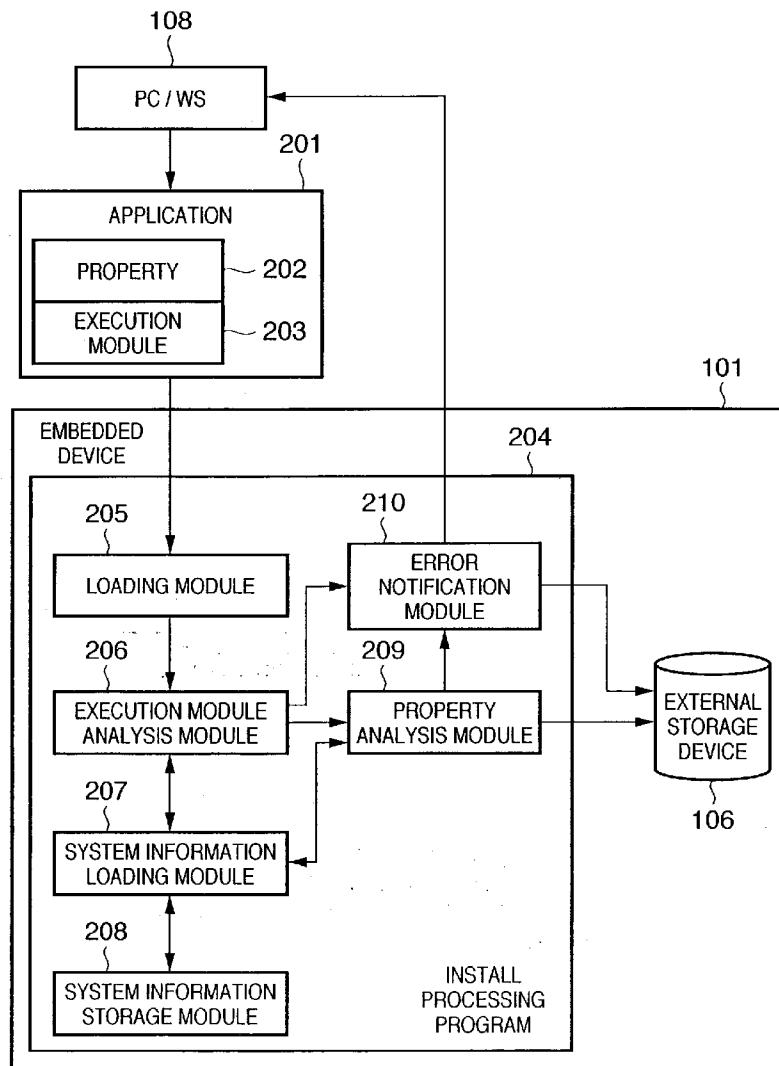 108
PC / WS
201
APPLICATION
PROPERTY
202
EXECUTION
MODULE
203
101
EMBEDDED
DEVICE
204
205
LOADING MODULE
210
ERROR
NOTIFICATION
MODULE
206
EXECUTION MODULE
ANALYSIS MODULE
209
PROPERTY
ANALYSIS MODULE
EXTERNAL
STORAGE
DEVICE
106
207
SYSTEM INFORMATION
LOADING MODULE
208
SYSTEM INFORMATION
STORAGE MODULE
INSTALL
PROCESSING
PROGRAM